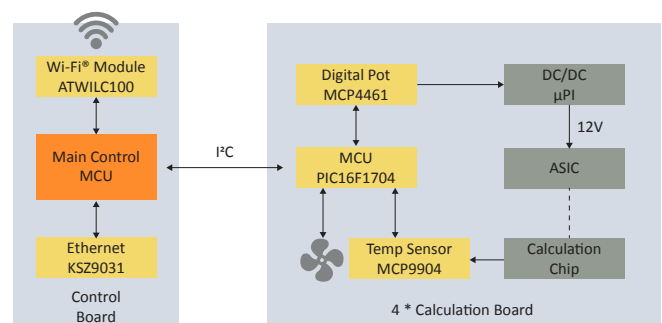 Wi-Fi® Module
ATWILC100
Main Control
MCU
Ethernet
KSZ9031
Control
Board
I²C
Digital Pot
MCP4461
MCU
PIC16F1704
Temp Sensor
MCP9904
DC/DC
µPI
12V
ASIC
Calculation
Chip
4 * Calculation Board